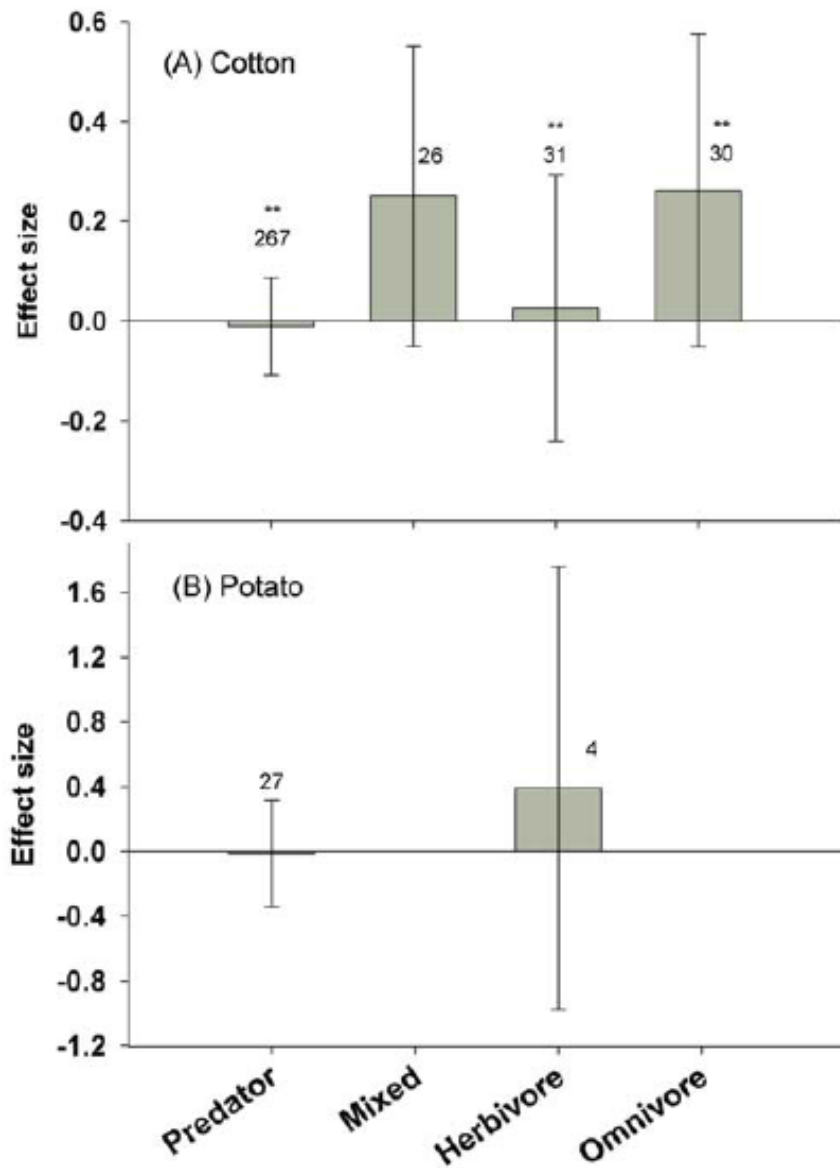 (A) Cotton
Effect size
0.6
0.4
0.2
0.0
-0.2
-0.4
**
267
26
**
31
**
30
(B) Potato
Effect size
1.6
1.2
0.8
0.4
0.0
-0.4
-0.8
-1.2
27
4
Predator
Mixed
Herbivore
Omnivore